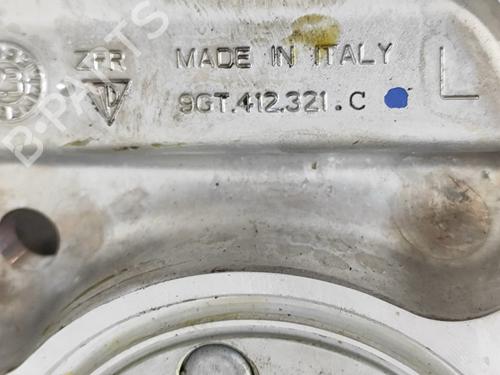 ZFR MADE IN ITALY L
9GT.412.321.C
B-PARTS